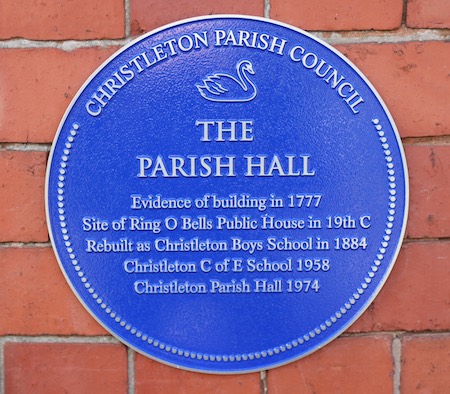 CHRISTLETON PARISH COUNCIL
THE
PARISH HALL
Evidence of building in 1777
Site of Ring O Bells Public House in 19th C
Rebuilt as Christleton Boys School in 1884
Christleton C of E School 1958
Christleton Parish Hall 1974